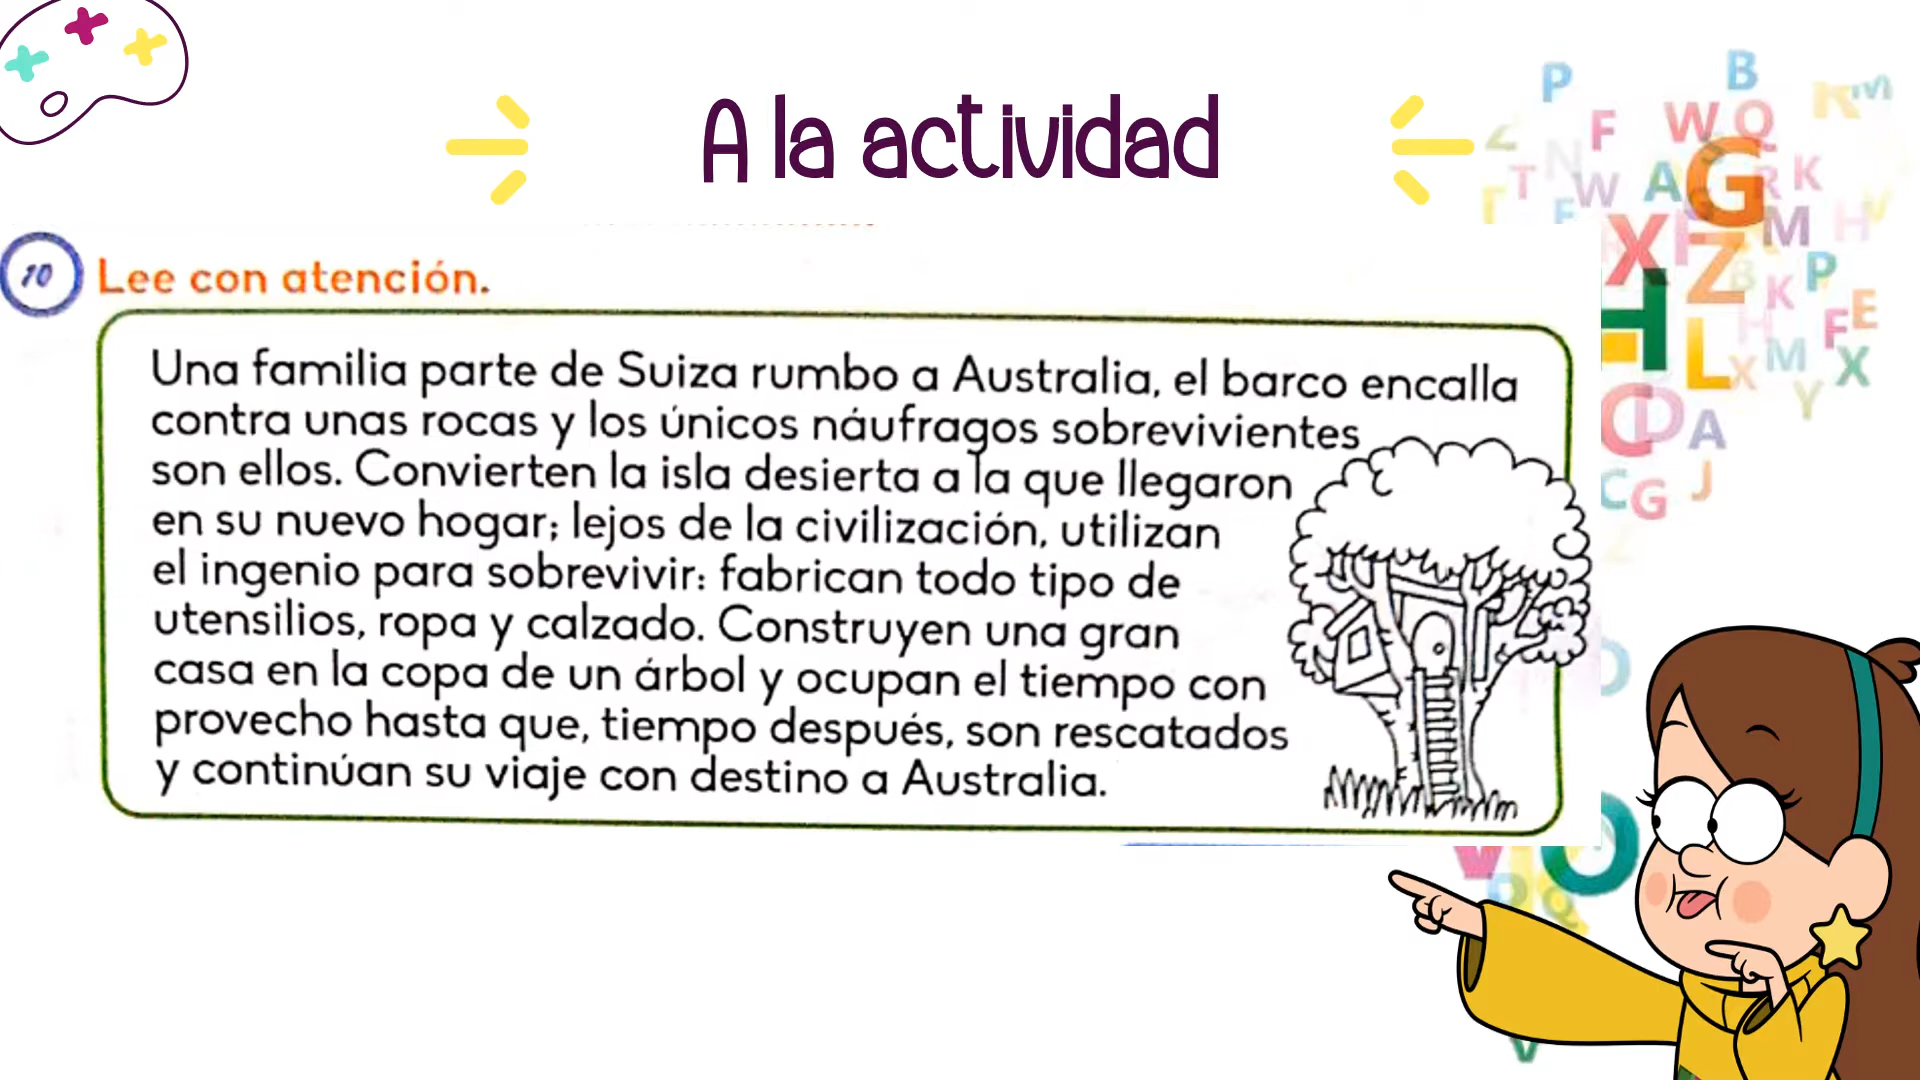 A la actividad
10 Lee con atención.
Una familia parte de Suiza rumbo a Australia, el barco encalla
contra unas rocas y los únicos náufragos sobrevivientes
son ellos. Convierten la isla desierta a la que llegaron
en su nuevo hogar; lejos de la civilización, utilizan
el ingenio para sobrevivir: fabrican todo tipo de
utensilios, ropa y calzado. Construyen una gran
casa en la copa de un árbol y ocupan el tiempo con
provecho hasta que, tiempo después, son rescatados
y continúan su viaje con destino a Australia.